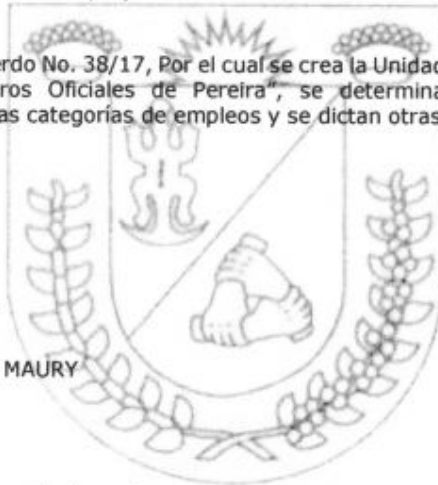 rdo No. 38/17, Por el cual se crea la Unidad
ros Oficiales de Pereira", se determina
as categorías de empleos y se dictan otras
MAURY